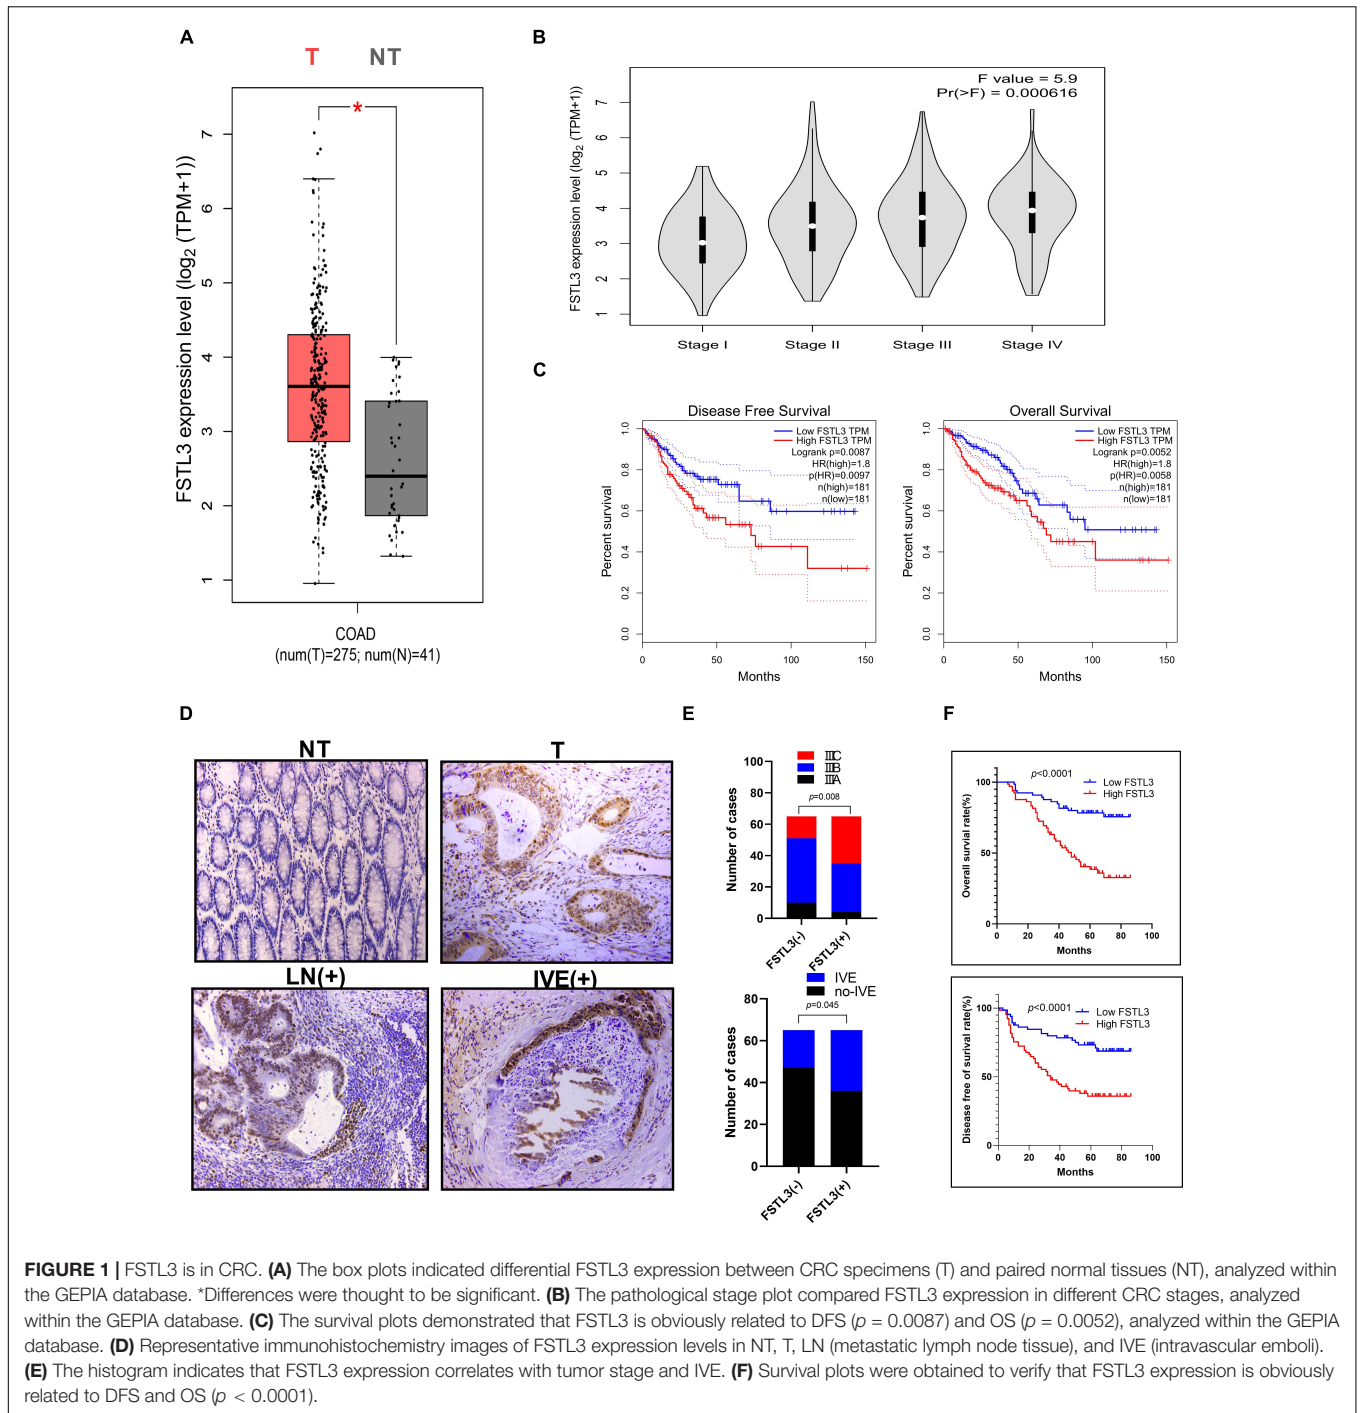 A
T NT
*
FSTL3 expression level (log2 (TPM+1))
7
6
5
4
3
2
1
COAD
(num(T)=275; num(N)=41)
B
F value = 5.9
Pr(>F) = 0.000616
FSTL3 expression level (log2 (TPM+1))
7
6
5
4
3
2
1
Stage I Stage II Stage III Stage IV
C
Disease Free Survival
Low FSTL3 TPM
High FSTL3 TPM
Logrank p=0.0087
HR(high)=1.8
p(HR)=0.0097
n(high)=181
n(low)=181
Percent survival
1.0
0.8
0.6
0.4
0.2
0.0
0 50 100 150
Months
Overall Survival
Low FSTL3 TPM
High FSTL3 TPM
Logrank p=0.0052
HR(high)=1.8
p(HR)=0.0058
n(high)=181
n(low)=181
Percent survival
1.0
0.8
0.6
0.4
0.2
0.0
0 50 100 150
Months
D
NT T
LN(+) IVE(+)
E
ⅢC
ⅢB
ⅢA
p=0.008
Number of cases
100
80
60
40
20
0
FSTL3(-) FSTL3(+)
IVE
no-IVE
p=0.045
Number of cases
80
60
40
20
0
FSTL3(-) FSTL3(+)
F
p<0.0001
Low FSTL3
High FSTL3
Overall survial rate(%)
100
50
0
0 20 40 60 80 100
Months
p<0.0001
Low FSTL3
High FSTL3
Disease free of surival rate(%)
100
50
0
0 20 40 60 80 100
Months
FIGURE 1 | FSTL3 is in CRC. (A) The box plots indicated differential FSTL3 expression between CRC specimens (T) and paired normal tissues (NT), analyzed within
the GEPIA database. *Differences were thought to be significant. (B) The pathological stage plot compared FSTL3 expression in different CRC stages, analyzed
within the GEPIA database. (C) The survival plots demonstrated that FSTL3 is obviously related to DFS (p = 0.0087) and OS (p = 0.0052), analyzed within the GEPIA
database. (D) Representative immunohistochemistry images of FSTL3 expression levels in NT, T, LN (metastatic lymph node tissue), and IVE (intravascular emboli).
(E) The histogram indicates that FSTL3 expression correlates with tumor stage and IVE. (F) Survival plots were obtained to verify that FSTL3 expression is obviously
related to DFS and OS (p < 0.0001).